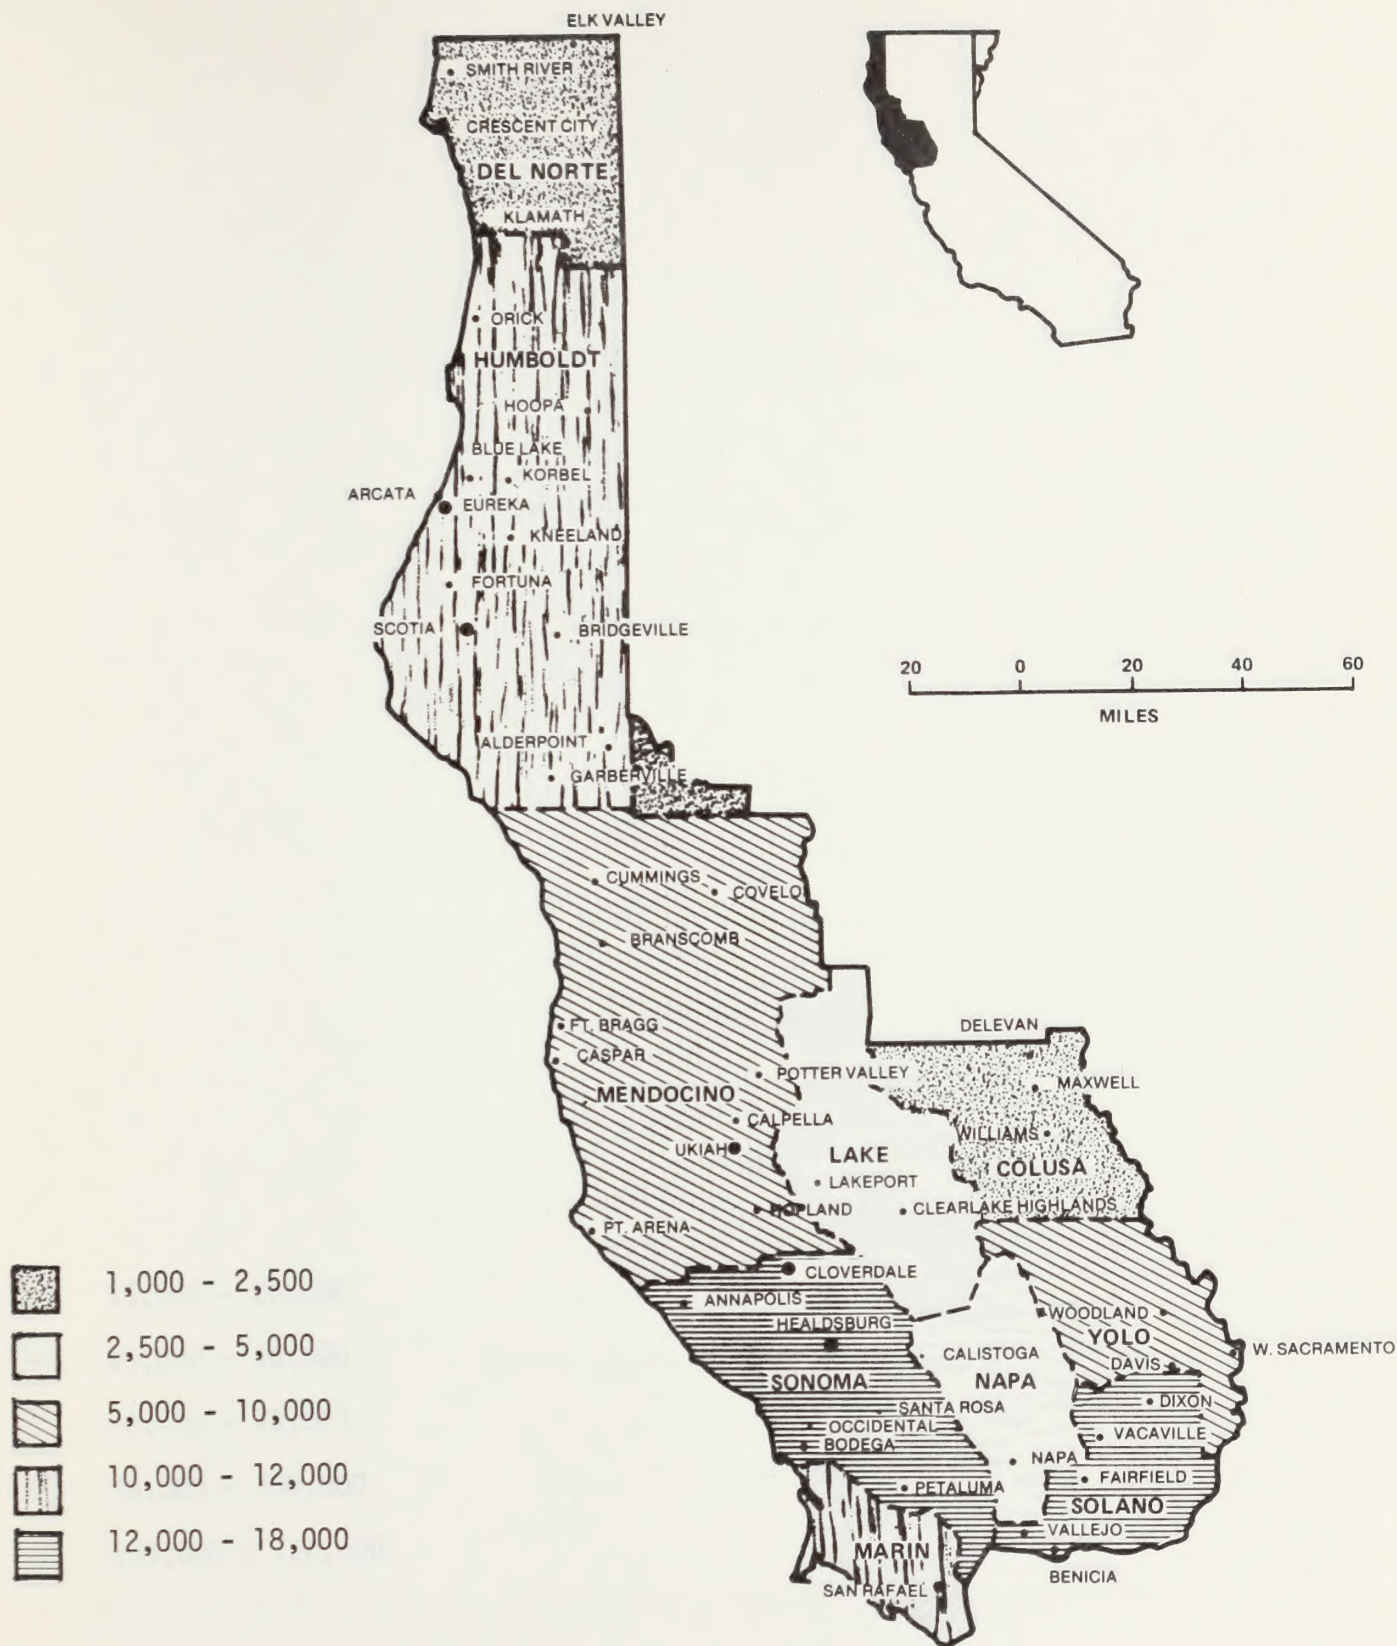 ELK VALLEY
SMITH RIVER
CRESCENT CITY
DEL NORTE
KLAMATH
ORICK
HUMBOLDT
HOOPA
BLUE LAKE
KORBEL
ARCATA
EUREKA
KNEELAND
FORTUNA
SCOTIA
BRIDGEVILLE
20 0 20 40 60
MILES
ALDERPOINT
GARBERVILLE
CUMMINGS
COVELO
BRANSCOMB
FT. BRAGG
DELEVAN
CASPAR
POTTER VALLEY
MAXWELL
MENDOCINO
CALPELLA
WILLIAMS
UKIAH
LAKE
COLUSA
LAKEPORT
HOPLAND
CLEARLAKE HIGHLANDS
PT. ARENA
CLOVERDALE
ANNAPOLIS
WOODLAND
HEALDSBURG
YOLO
W. SACRAMENTO
CALISTOGA
DAVIS
SONOMA
NAPA
SANTA ROSA
DIXON
OCCIDENTAL
VACAVILLE
BODEGA
NAPA
FAIRFIELD
PETALUMA
SOLANO
VALLEJO
MARIN
BENICIA
SAN RAFAEL
1,000 - 2,500
2,500 - 5,000
5,000 - 10,000
10,000 - 12,000
12,000 - 18,000